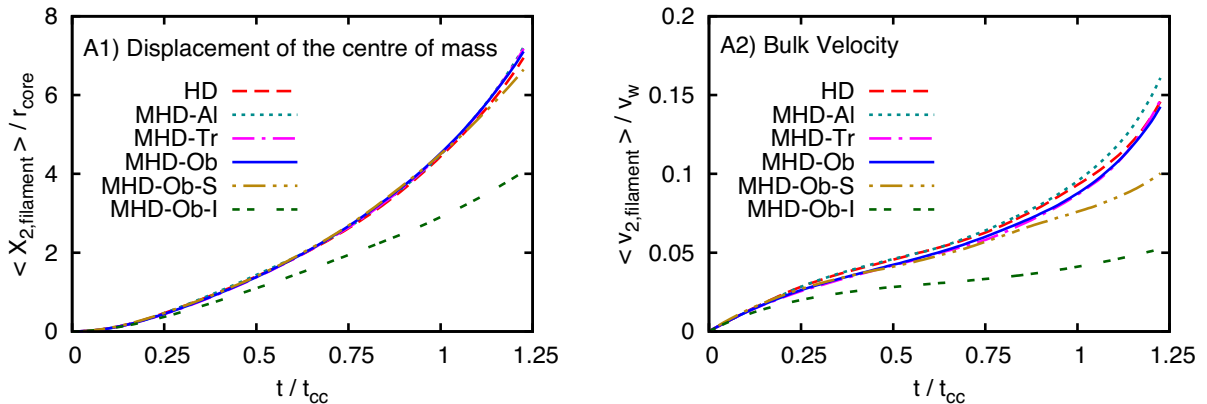 A1) Displacement of the centre of mass
HD
MHD-Al
MHD-Tr
MHD-Ob
MHD-Ob-S
MHD-Ob-I
< X2,filament > / rcore
8
6
4
2
0
0 0.25 0.5 0.75 1 1.25
t / tcc
A2) Bulk Velocity
HD
MHD-Al
MHD-Tr
MHD-Ob
MHD-Ob-S
MHD-Ob-I
< v2,filament > / vw
0.15
0.1
0.05
0
0 0.25 0.5 0.75 1 1.25
t / tcc